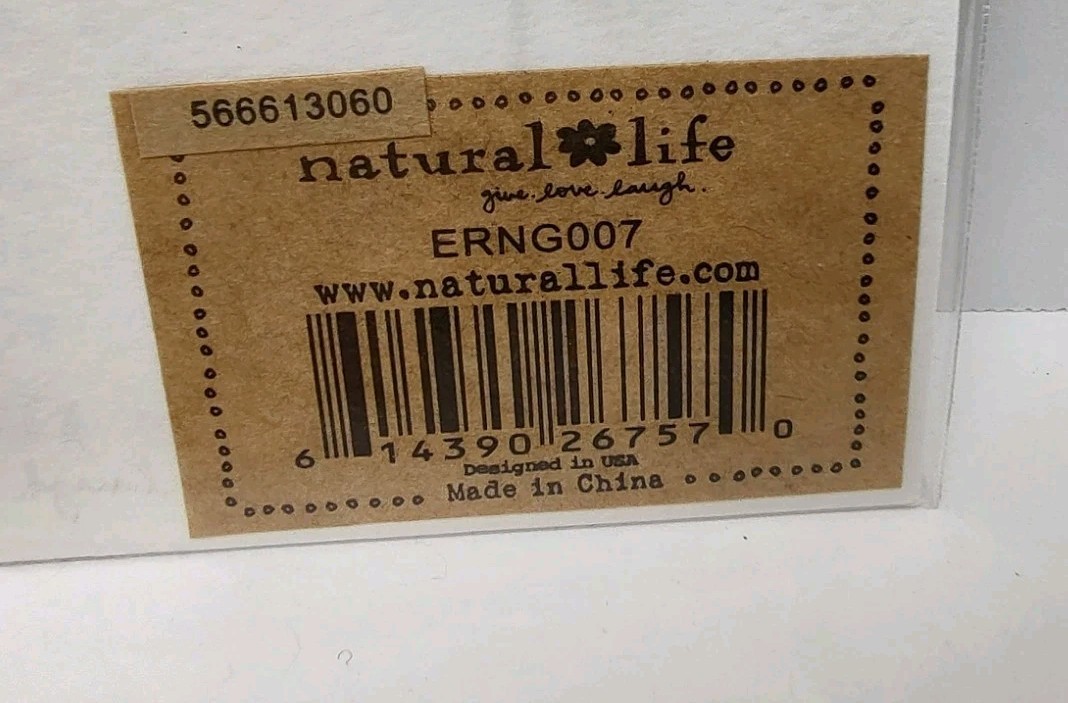 566613060
natural life
give. love. laugh.
ERNG007
www.naturallife.com
6 14390 26757 0
Designed in USA
Made in China